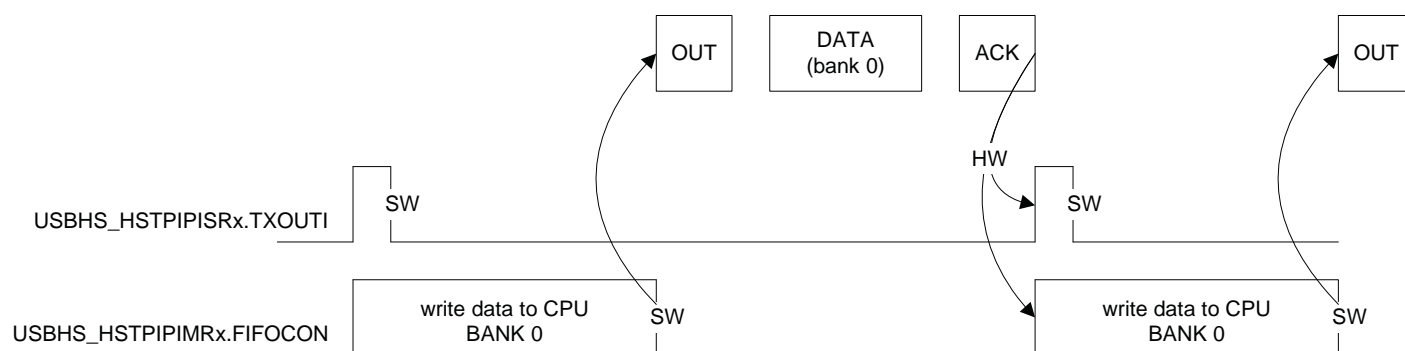 OUT
DATA
(bank 0)
ACK
OUT
HW
SW
SW
USBHS_HSTPIPISRx.TXOUTI
write data to CPU
BANK 0
SW
write data to CPU
BANK 0
SW
USBHS_HSTPIPIMRx.FIFOCON